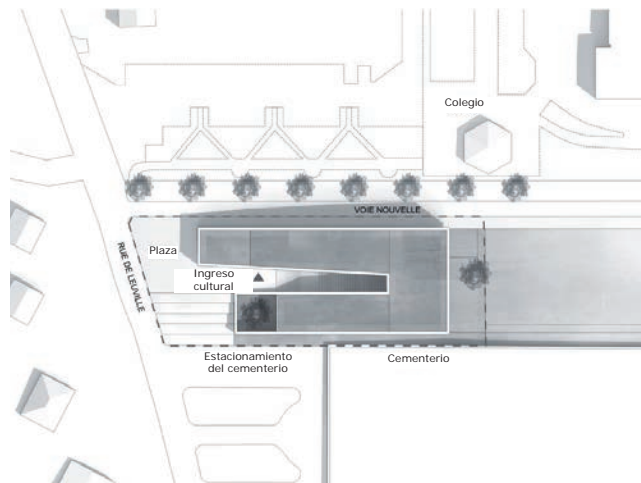 Colegio
VOIE NOUVELLE
Plaza
RUE DE LEUVILLE
Ingreso
cultural
Estacionamiento
del cementerio
Cementerio